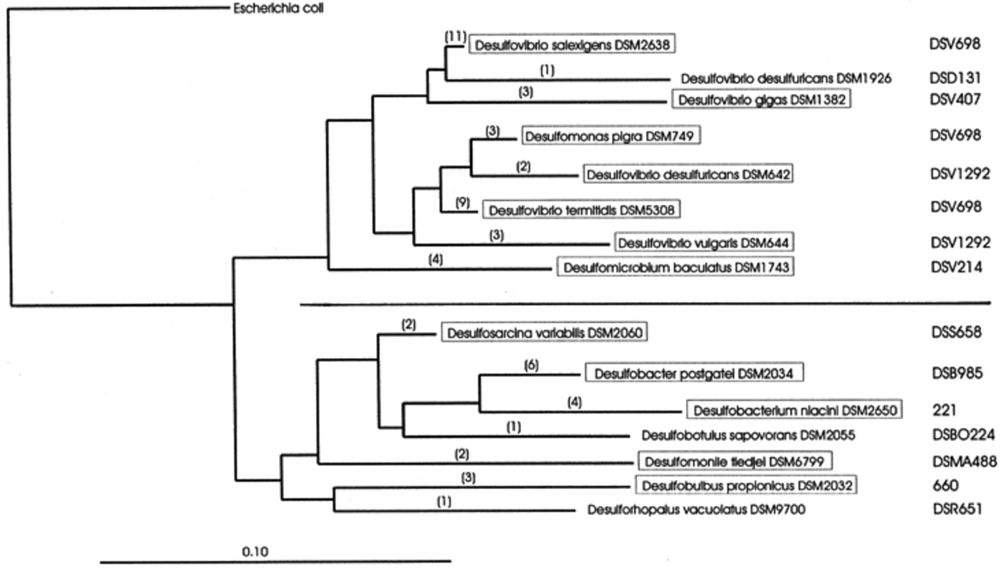 Escherichia coli
(11) Desulfovibrio salexigens DSM2638 DSV698
(1) Desulfovibrio desulfuricans DSM1926 DSD131
(3) Desulfovibrio gigas DSM1382 DSV407
(3) Desulfomonas pigra DSM749 DSV698
(2) Desulfovibrio desulfuricans DSM642 DSV1292
(9) Desulfovibrio termitidis DSM5308 DSV698
(3) Desulfovibrio vulgaris DSM644 DSV1292
(4) Desulfomicrobium baculatus DSM1743 DSV214
(2) Desulfosarcina variabilis DSM2060 DSS658
(6) Desulfobacter postgatei DSM2034 DSB985
(4) Desulfobacterium niacini DSM2650 221
(1) Desulfobotulus sapovorans DSM2055 DSBO224
(2) Desulfomonile tiedjei DSM6799 DSMA488
(3) Desulfobulbus propionicus DSM2032 660
(1) Desulforhopalus vacuolatus DSM9700 DSR651
0.10